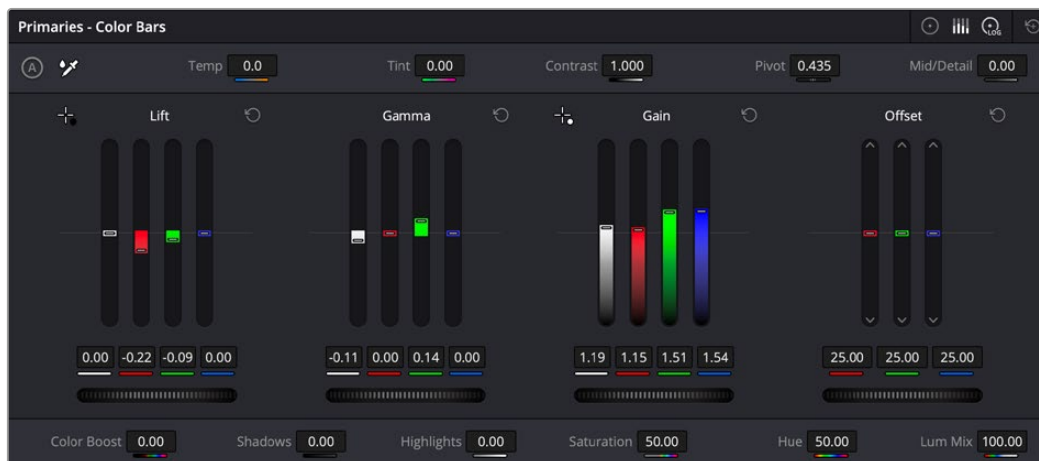 Primaries - Color Bars LOG
A Temp 0.0 Tint 0.00 Contrast 1.000 Pivot 0.435 Mid/Detail 0.00
Lift Gamma Gain Offset
0.00 -0.22 -0.09 0.00 -0.11 0.00 0.14 0.00 1.19 1.15 1.51 1.54 25.00 25.00 25.00
Color Boost 0.00 Shadows 0.00 Highlights 0.00 Saturation 50.00 Hue 50.00 Lum Mix 100.00